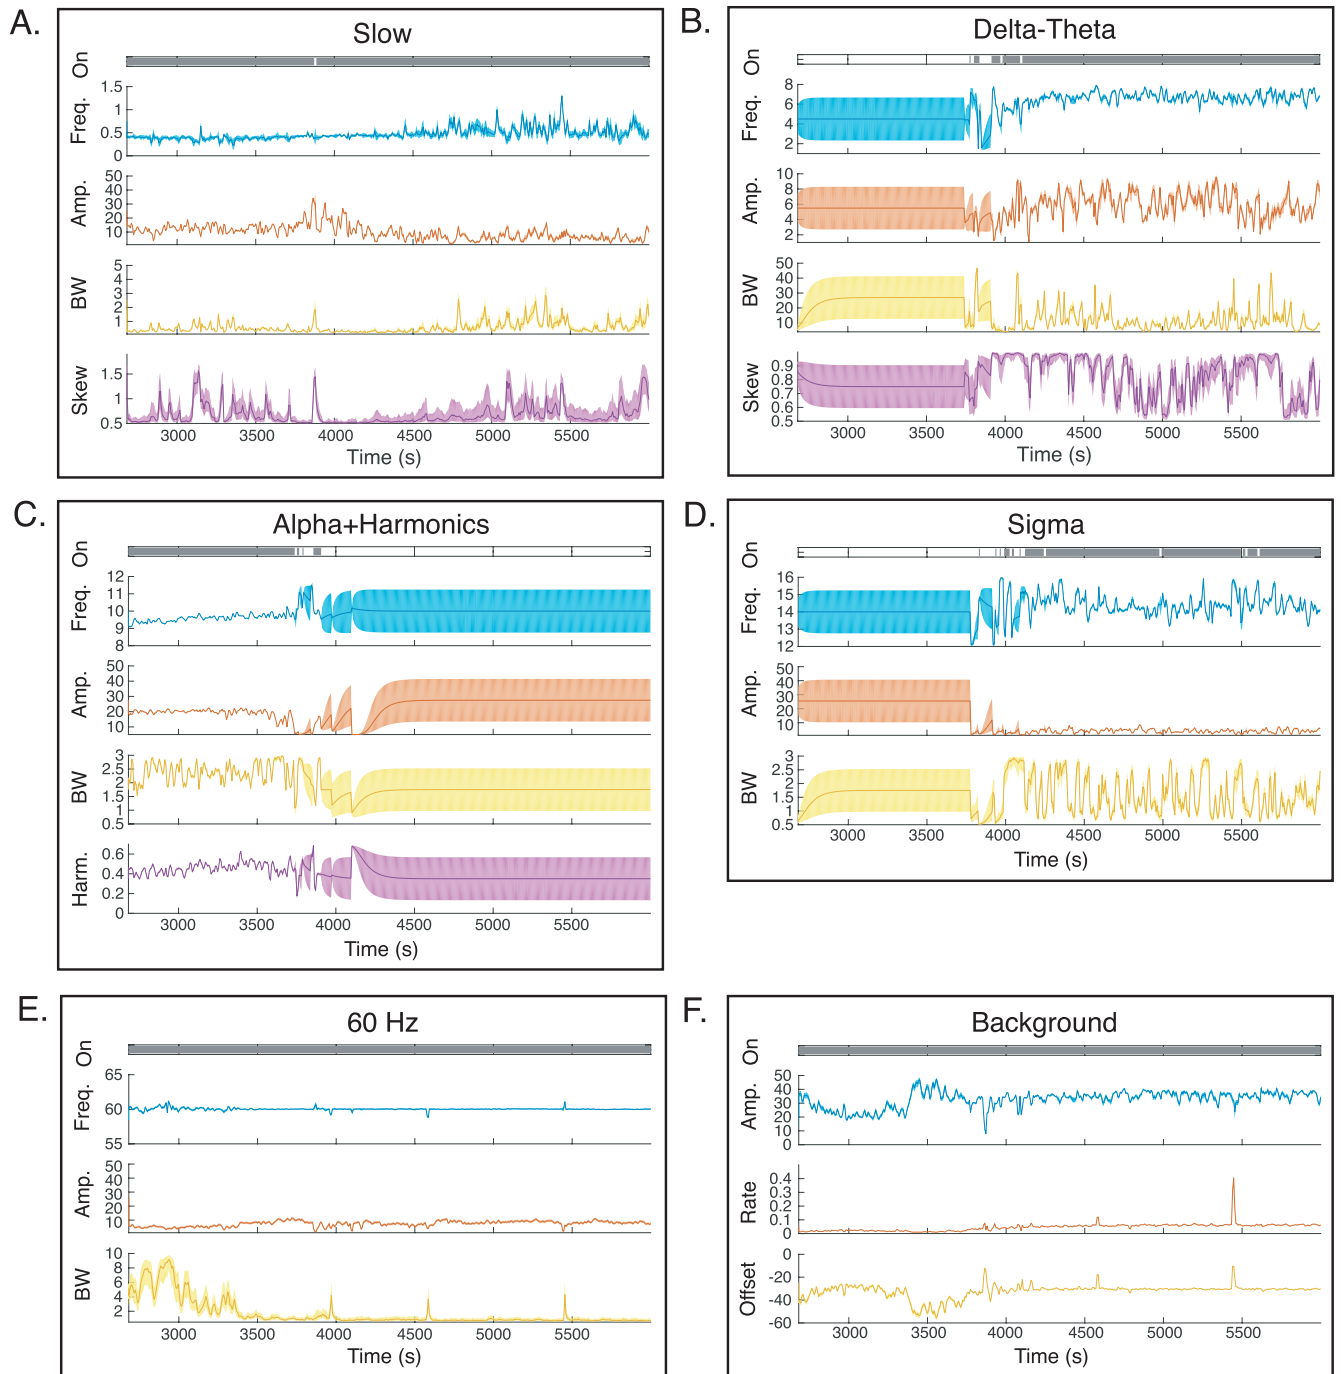 A.
Slow
On
Freq.
1.5
1
0.5
0
Amp.
50
40
30
20
10
BW
5
4
3
2
1
Skew
1.5
1
0.5
3000 3500 4000 4500 5000 5500
Time (s)
B.
Delta-Theta
On
Freq.
8
6
4
2
Amp.
10
8
6
4
2
BW
50
40
30
20
10
Skew
0.9
0.8
0.7
0.6
0.5
3000 3500 4000 4500 5000 5500
Time (s)
C.
Alpha+Harmonics
On
Freq.
12
11
10
9
8
Amp.
50
40
30
20
10
BW
3
2.5
2
1.5
1
0.5
Harm.
0.6
0.4
0.2
0
3000 3500 4000 4500 5000 5500
Time (s)
D.
Sigma
On
Freq.
16
15
14
13
12
Amp.
50
40
30
20
10
BW
3
2.5
2
1.5
1
0.5
3000 3500 4000 4500 5000 5500
Time (s)
E.
60 Hz
On
Freq.
65
60
55
Amp.
50
40
30
20
10
BW
10
8
6
4
2
3000 3500 4000 4500 5000 5500
Time (s)
F.
Background
On
Amp.
50
40
30
20
10
0
Rate
0.4
0.3
0.2
0.1
0
Offset
0
-20
-40
-60
3000 3500 4000 4500 5000 5500
Time (s)